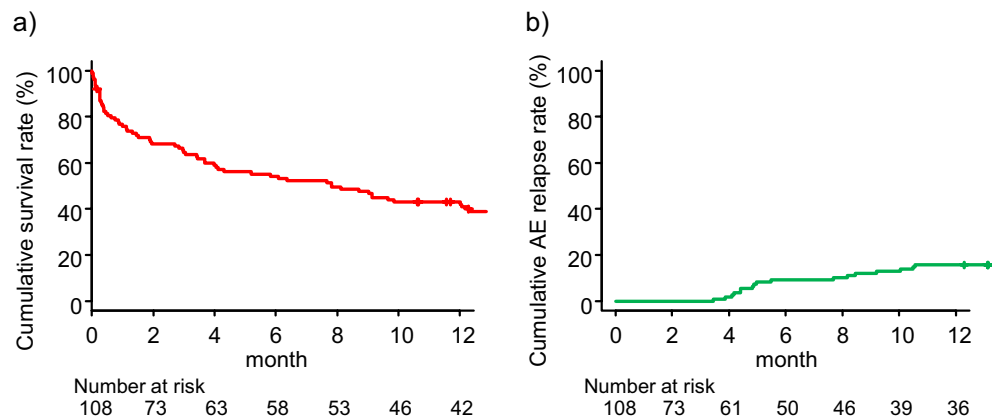 a)
Cumulative survival rate (%)
100
80
60
40
20
0
0 2 4 6 8 10 12
month
Number at risk
108 73 63 58 53 46 42
b)
Cumulative AE relapse rate (%)
100
80
60
40
20
0
0 2 4 6 8 10 12
month
Number at risk
108 73 61 50 46 39 36